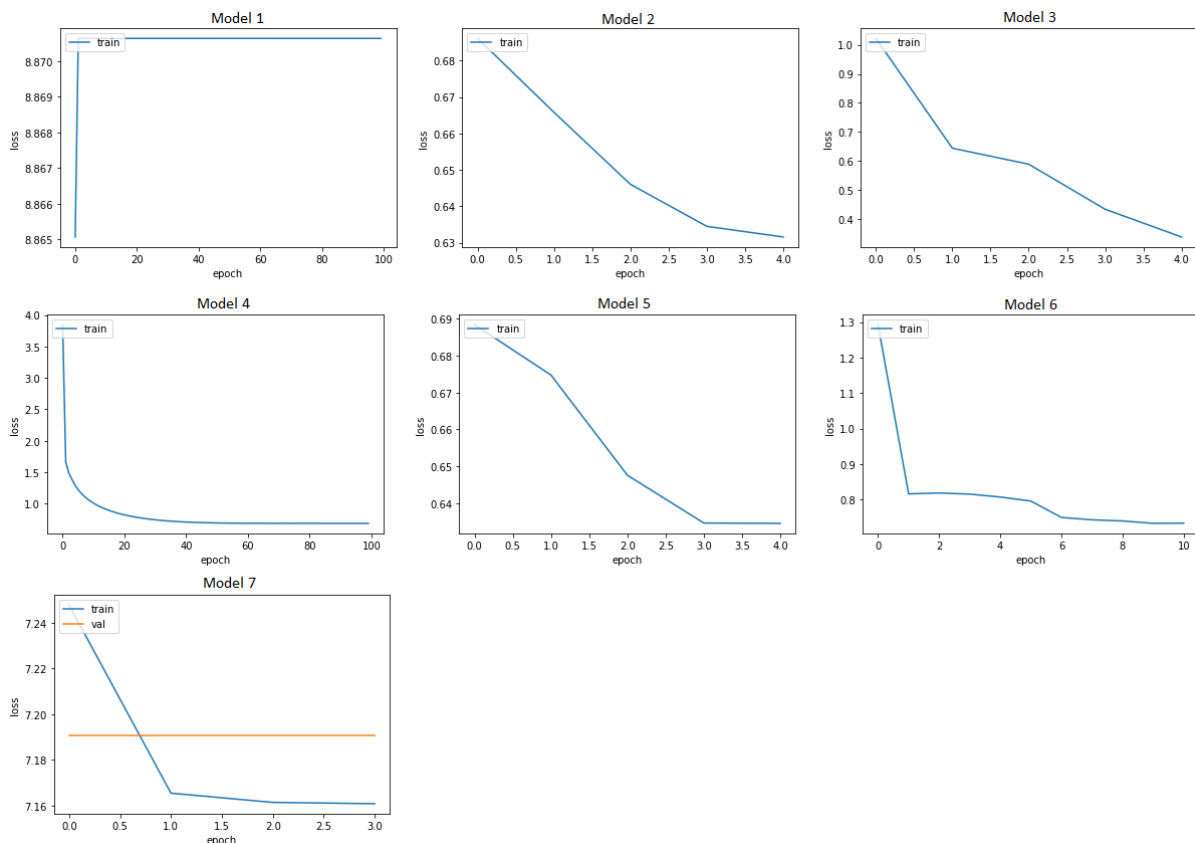 Model 1
train
8.870
8.869
8.868
8.867
8.866
8.865
loss
0 20 40 60 80 100
epoch
Model 2
train
0.68
0.67
0.66
0.65
0.64
0.63
loss
0.0 0.5 1.0 1.5 2.0 2.5 3.0 3.5 4.0
epoch
Model 3
train
1.0
0.9
0.8
0.7
0.6
0.5
0.4
loss
0.0 0.5 1.0 1.5 2.0 2.5 3.0 3.5 4.0
epoch
Model 4
train
4.0
3.5
3.0
2.5
2.0
1.5
1.0
loss
0 20 40 60 80 100
epoch
Model 5
train
0.69
0.68
0.67
0.66
0.65
0.64
loss
0.0 0.5 1.0 1.5 2.0 2.5 3.0 3.5 4.0
epoch
Model 6
train
1.3
1.2
1.1
1.0
0.9
0.8
loss
0 2 4 6 8 10
epoch
Model 7
train
val
7.24
7.22
7.20
7.18
7.16
loss
0.0 0.5 1.0 1.5 2.0 2.5 3.0
epoch